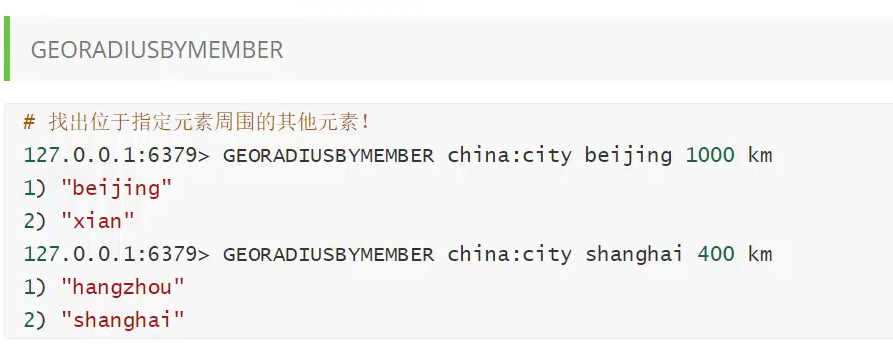 GEORADIUSBYMEMBER
# 找出位于指定元素周围的其他元素！
127.0.0.1:6379> GEORADIUSBYMEMBER china:city beijing 1000 km
1) "beijing"
2) "xian"
127.0.0.1:6379> GEORADIUSBYMEMBER china:city shanghai 400 km
1) "hangzhou"
2) "shanghai"